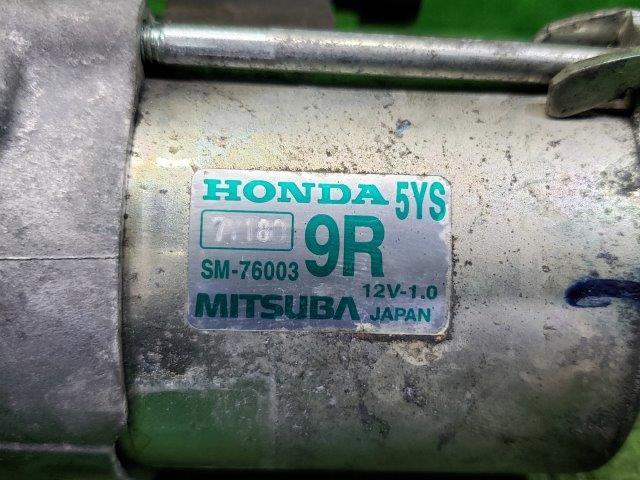 HONDA 5YS
9R
SM-76003
12V-1.0
MITSUBA JAPAN